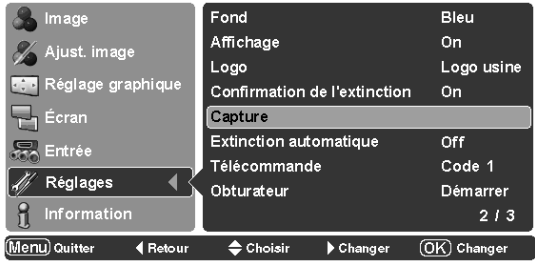 Image
Ajust. image
Réglage graphique
Écran
Entrée
Réglages
Information
Fond Bleu
Affichage On
Logo Logo usine
Confirmation de l'extinction On
Capture
Extinction automatique Off
Télécommande Code 1
Obturateur Démarrer
2 / 3
Menu Quitter Retour Choisir Changer OK Changer